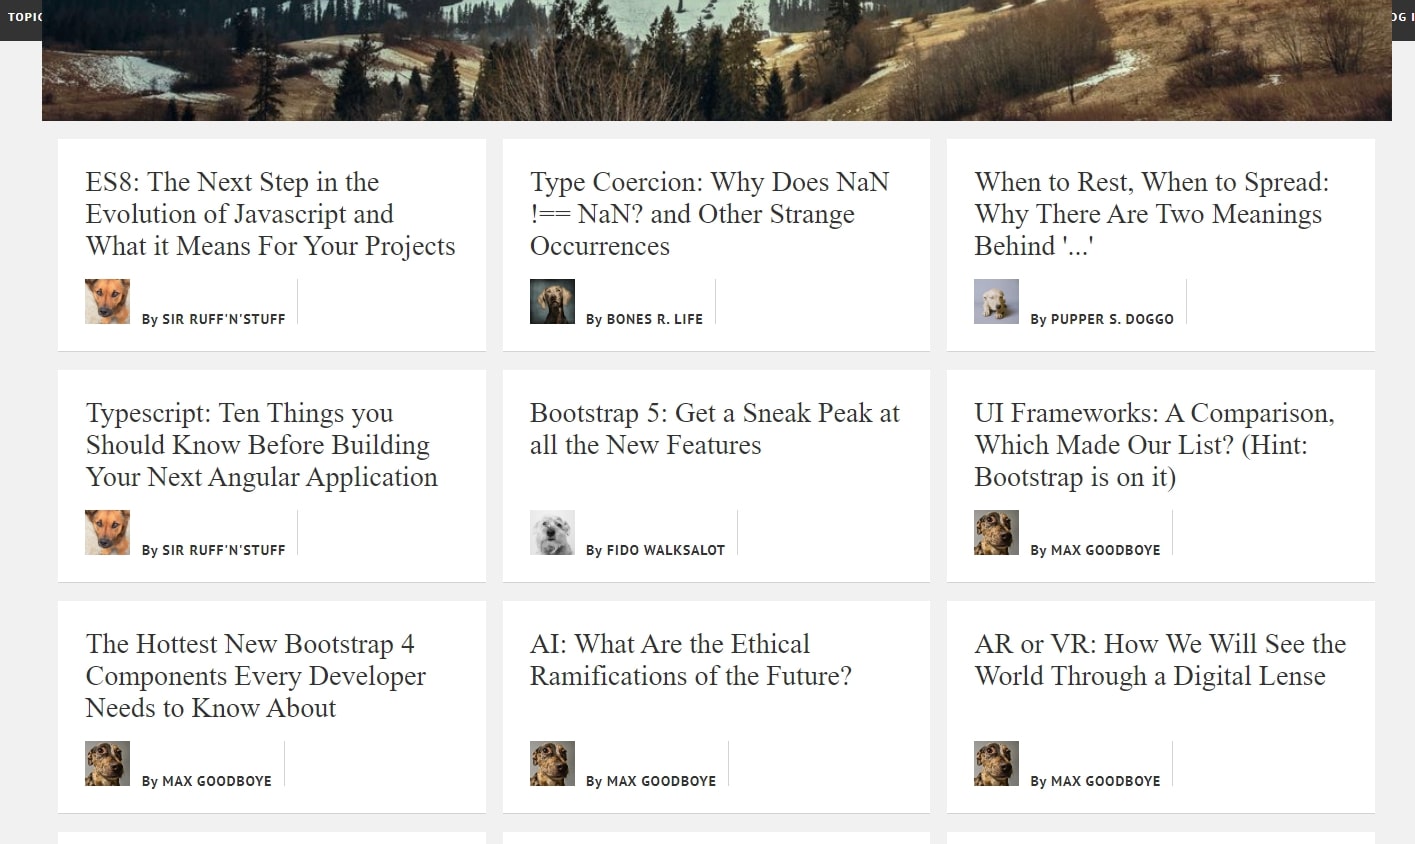 TOPIC
OG I
ES8: The Next Step in the
Evolution of Javascript and
What it Means For Your Projects
By SIR RUFF'N'STUFF
Type Coercion: Why Does NaN
!== NaN? and Other Strange
Occurrences
By BONES R. LIFE
When to Rest, When to Spread:
Why There Are Two Meanings
Behind '...'
By PUPPER S. DOGGO
Typescript: Ten Things you
Should Know Before Building
Your Next Angular Application
By SIR RUFF'N'STUFF
Bootstrap 5: Get a Sneak Peak at
all the New Features
By FIDO WALKSALOT
UI Frameworks: A Comparison,
Which Made Our List? (Hint:
Bootstrap is on it)
By MAX GOODBOYE
The Hottest New Bootstrap 4
Components Every Developer
Needs to Know About
By MAX GOODBOYE
AI: What Are the Ethical
Ramifications of the Future?
By MAX GOODBOYE
AR or VR: How We Will See the
World Through a Digital Lense
By MAX GOODBOYE